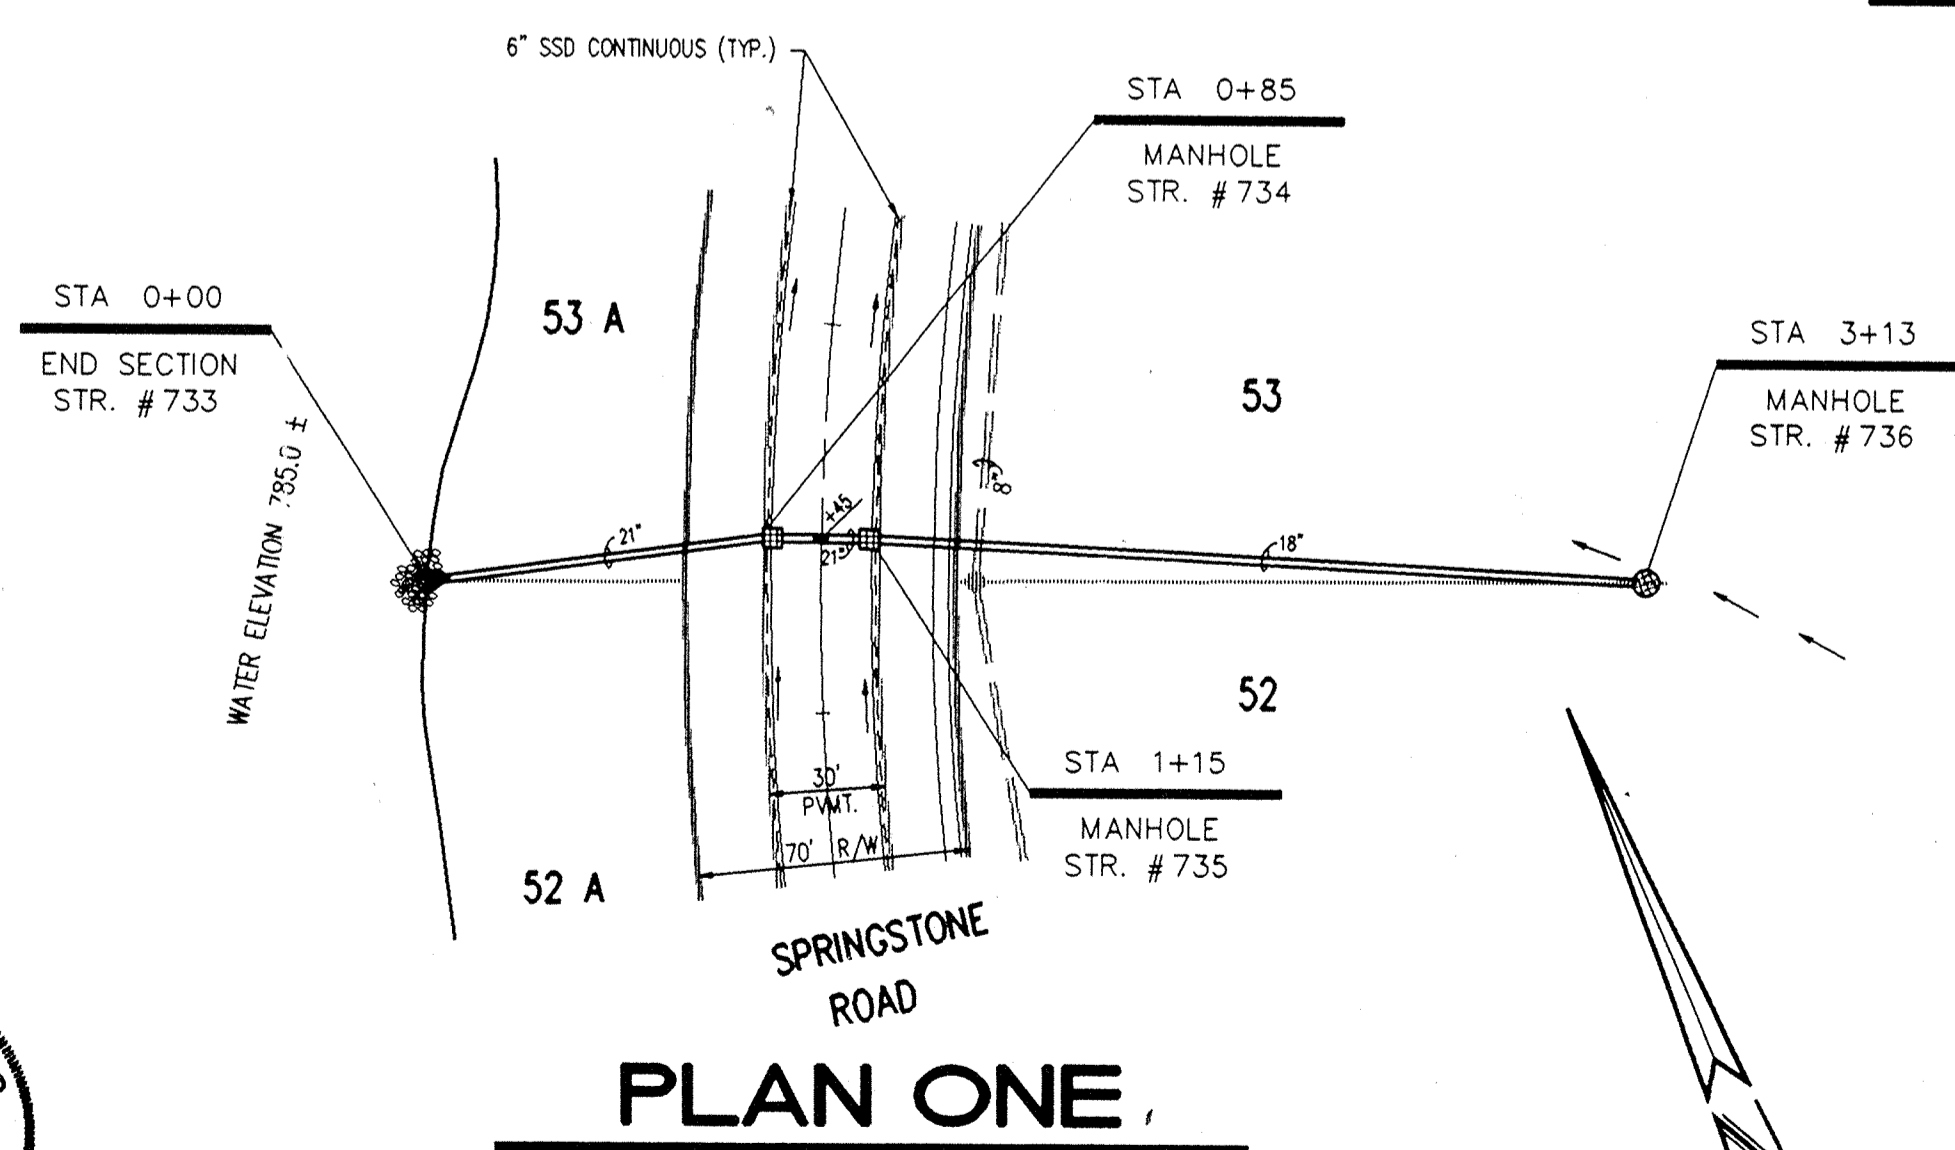 6" SSD CONTINUOUS (TYP.)
STA 0+85
MANHOLE
STR. #734
STA 0+00
END SECTION
STR. #733
53 A
53
STA 3+13
MANHOLE
STR. #736
WATER ELEVATION 785.0 ±
8"
+45
21"
21"
18"
52
STA 1+15
MANHOLE
STR. #735
30'
PVMT.
70' R/W
52 A
SPRINGSTONE
ROAD
PLAN ONE